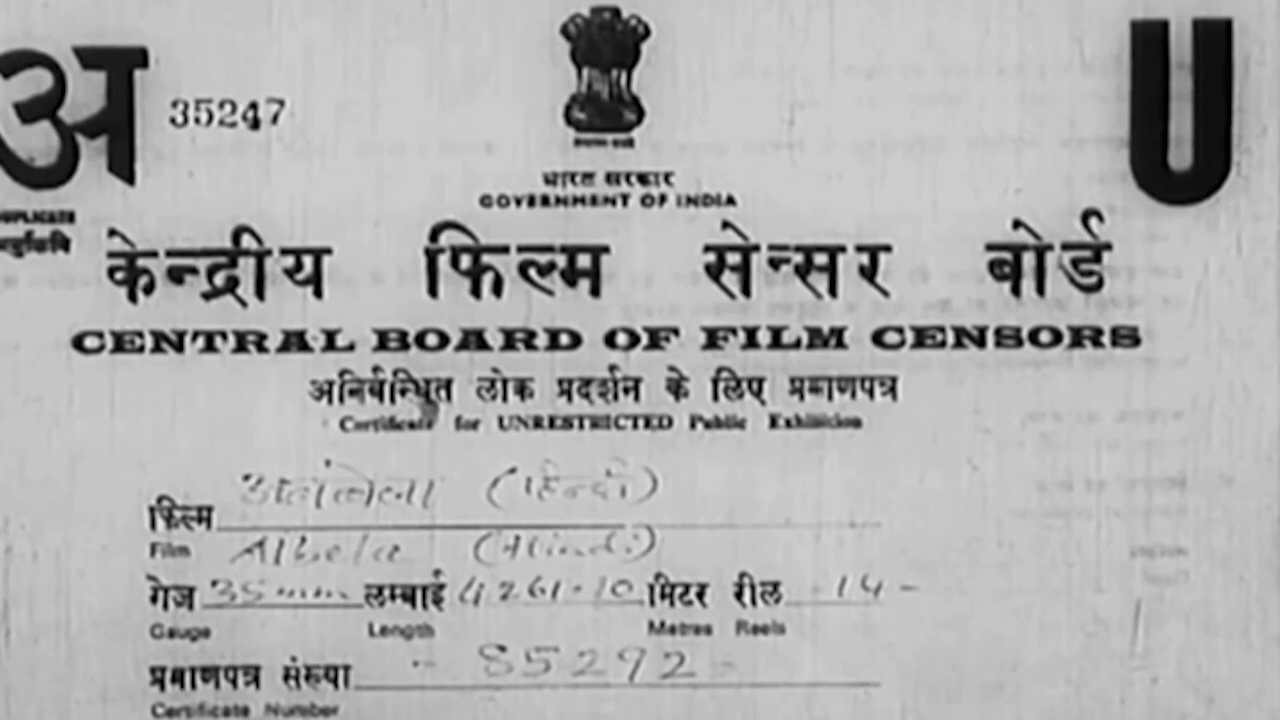 अ 35247 U
भारत सरकार
GOVERNMENT OF INDIA
DUPLICATE
केन्द्रीय फिल्म सेन्सर बोर्ड
CENTRAL BOARD OF FILM CENSORS
अनिर्बन्धित लोक प्रदर्शन के लिए प्रमाणपत्र
Certificate for UNRESTRICTED Public Exhibition
फिल्म अलबेला (हिन्दी)
Film Albela (Hindi)
गेज 35mm लम्बाई 4261.10 मिटर रील 14
Gauge Length Metres Reels
प्रमाणपत्र संख्या 85292
Certificate Number